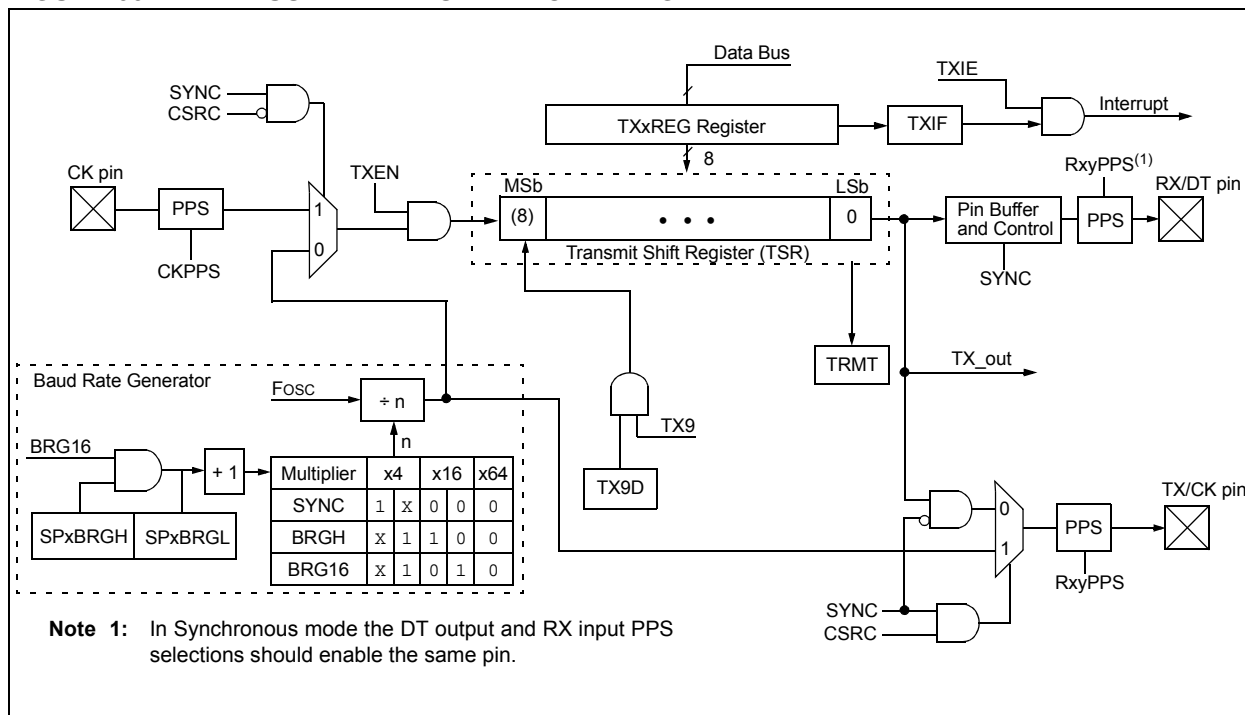 Data Bus
TXIE
Interrupt
SYNC
CSRC
TXxREG Register
TXIF
8
CK pin
TXEN
MSb
LSb
RxyPPS(1)
RX/DT pin
PPS
1
0
(8)
• • •
0
Pin Buffer
and Control
PPS
Transmit Shift Register (TSR)
CKPPS
SYNC
TRMT
TX_out
Baud Rate Generator
FOSC
÷ n
n
TX9
TX9D
BRG16
+ 1
SPxBRGH SPxBRGL
Multiplier x4 x16 x64
SYNC 1 X 0 0 0
BRGH X 1 1 0 0
BRG16 X 1 0 1 0
TX/CK pin
0
1
PPS
RxyPPS
SYNC
CSRC
Note 1: In Synchronous mode the DT output and RX input PPS
selections should enable the same pin.